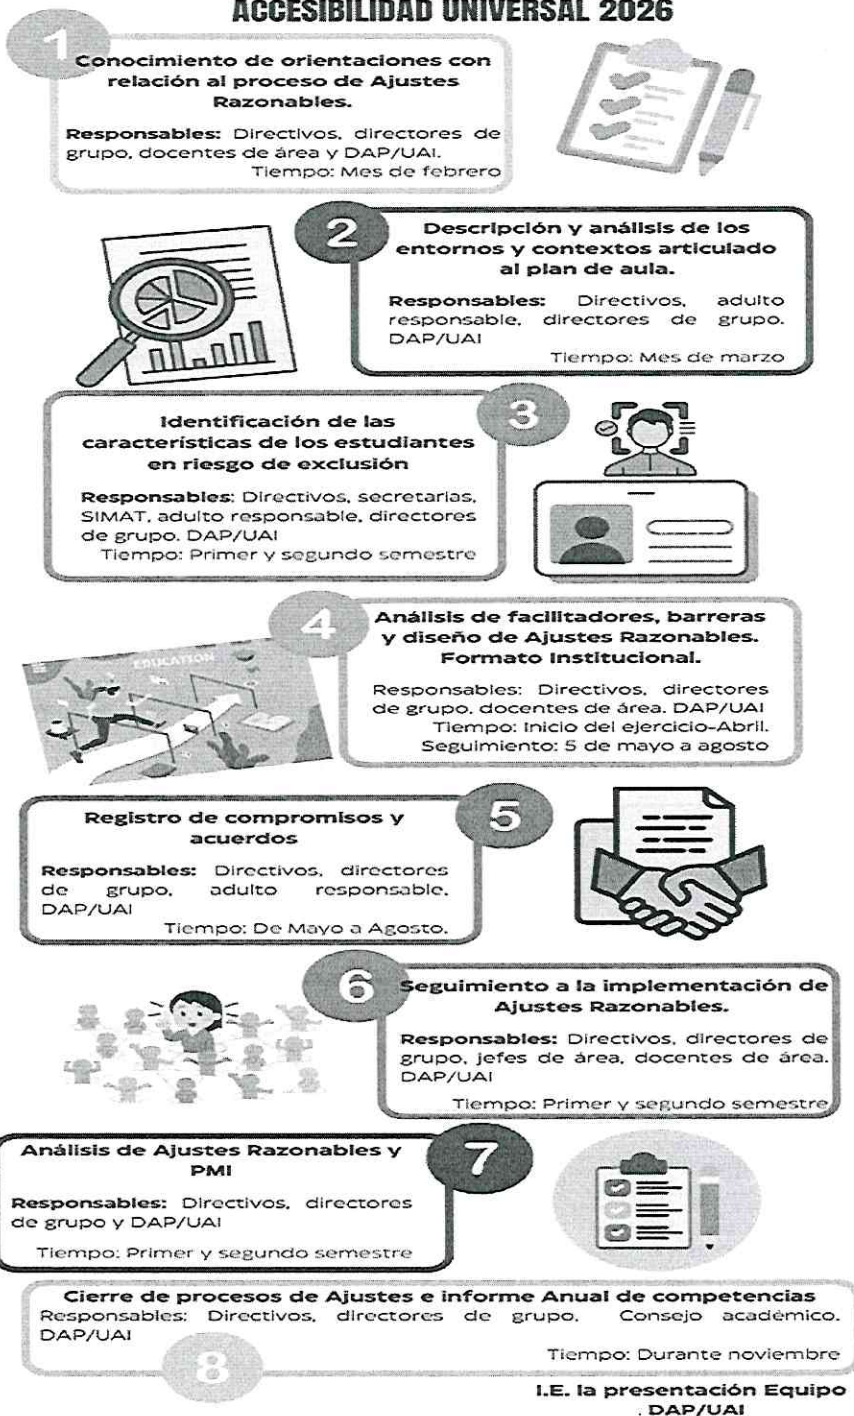 ACCESIBILIDAD UNIVERSAL 2026
1
Conocimiento de orientaciones con
relación al proceso de Ajustes
Razonables.
Responsables: Directivos, directores de
grupo, docentes de área y DAP/UAI.
Tiempo: Mes de febrero
2
Descripción y análisis de los
entornos y contextos articulado
al plan de aula.
Responsables: Directivos, adulto
responsable, directores de grupo.
DAP/UAI
Tiempo: Mes de marzo
3
Identificación de las
características de los estudiantes
en riesgo de exclusión
Responsables: Directivos, secretarias,
SIMAT, adulto responsable, directores
de grupo. DAP/UAI
Tiempo: Primer y segundo semestre
4
EDUCATION
Análisis de facilitadores, barreras
y diseño de Ajustes Razonables.
Formato Institucional.
Responsables: Directivos, directores
de grupo, docentes de área. DAP/UAI
Tiempo: Inicio del ejercicio-Abril.
Seguimiento: 5 de mayo a agosto
5
Registro de compromisos y
acuerdos
Responsables: Directivos, directores
de grupo, adulto responsable,
DAP/UAI
Tiempo: De Mayo a Agosto.
6
Seguimiento a la implementación de
Ajustes Razonables.
Responsables: Directivos, directores de
grupo, jefes de área, docentes de área.
DAP/UAI
Tiempo: Primer y segundo semestre
7
Análisis de Ajustes Razonables y
PMI
Responsables: Directivos, directores
de grupo y DAP/UAI
Tiempo: Primer y segundo semestre
Cierre de procesos de Ajustes e informe Anual de competencias
Responsables: Directivos, directores de grupo, Consejo académico.
DAP/UAI
8
Tiempo: Durante noviembre
I.E. la presentación Equipo
. DAP/UAI